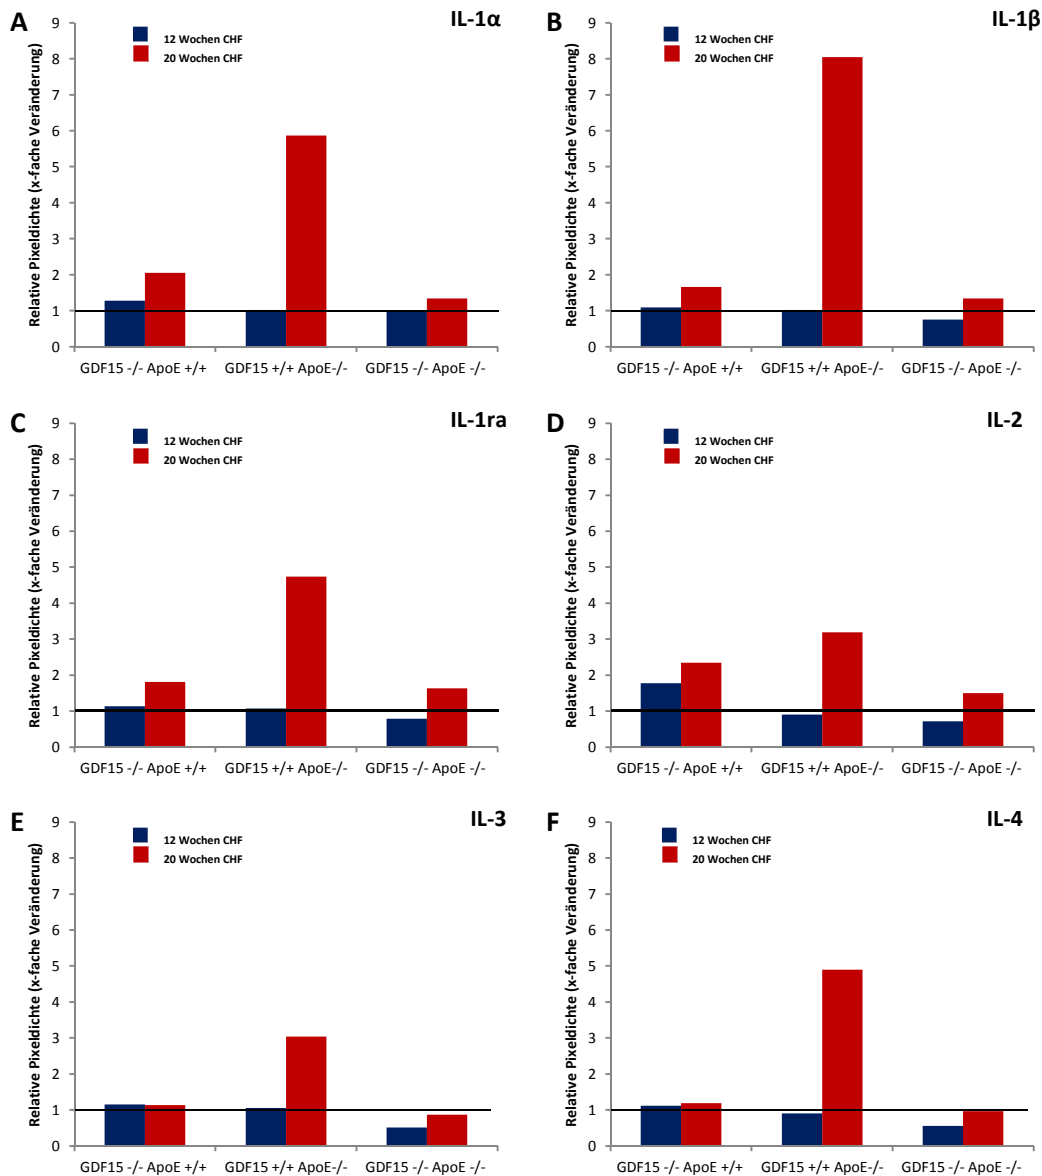 A
IL-1α
12 Wochen CHF
20 Wochen CHF
Relative Pixeldichte (x-fache Veränderung)
9
8
7
6
5
4
3
2
1
0
GDF15 -/- ApoE +/+
GDF15 +/+ ApoE-/-
GDF15 -/- ApoE -/-
B
IL-1β
12 Wochen CHF
20 Wochen CHF
Relative Pixeldichte (x-fache Veränderung)
9
8
7
6
5
4
3
2
1
0
GDF15 -/- ApoE +/+
GDF15 +/+ ApoE-/-
GDF15 -/- ApoE -/-
C
IL-1ra
12 Wochen CHF
20 Wochen CHF
Relative Pixeldichte (x-fache Veränderung)
9
8
7
6
5
4
3
2
1
0
GDF15 -/- ApoE +/+
GDF15 +/+ ApoE-/-
GDF15 -/- ApoE -/-
D
IL-2
12 Wochen CHF
20 Wochen CHF
Relative Pixeldichte (x-fache Veränderung)
9
8
7
6
5
4
3
2
1
0
GDF15 -/- ApoE +/+
GDF15 +/+ ApoE-/-
GDF15 -/- ApoE -/-
E
IL-3
12 Wochen CHF
20 Wochen CHF
Relative Pixeldichte (x-fache Veränderung)
9
8
7
6
5
4
3
2
1
0
GDF15 -/- ApoE +/+
GDF15 +/+ ApoE-/-
GDF15 -/- ApoE -/-
F
IL-4
12 Wochen CHF
20 Wochen CHF
Relative Pixeldichte (x-fache Veränderung)
9
8
7
6
5
4
3
2
1
0
GDF15 -/- ApoE +/+
GDF15 +/+ ApoE-/-
GDF15 -/- ApoE -/-